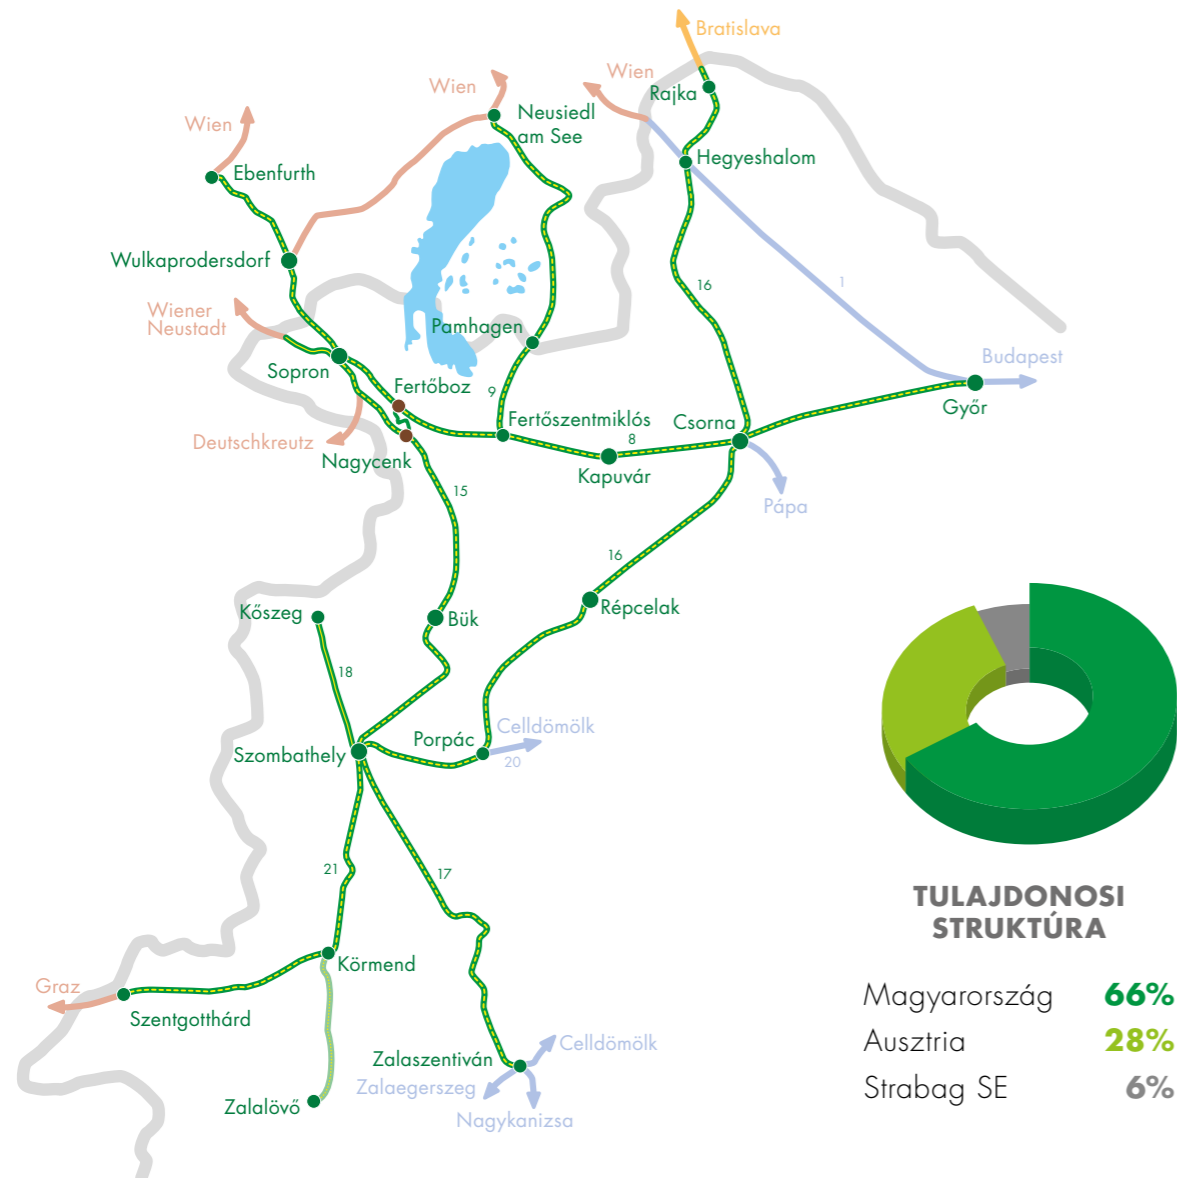 Bratislava
Wien
Rajka
Wien
Neusiedl
am See
Wien
Ebenfurth
Hegyeshalom
Wulkaprodersdorf
16
1
Wiener
Neustadt
Pamhagen
Budapest
Sopron
Fertőboz
9
Győr
Fertőszentmiklós
Csorna
8
Deutschkreutz
Nagycenk
Kapuvár
15
Pápa
16
Kőszeg
Bük
Répcelak
18
Celldömölk
Porpác
Szombathely
20
21
17
Körmend
Graz
Szentgotthárd
Zalaszentiván
Celldömölk
Zalaegerszeg
Zalalövő
Nagykanizsa
TULAJDONOSI
STRUKTÚRA
Magyarország 66%
Ausztria 28%
Strabag SE 6%